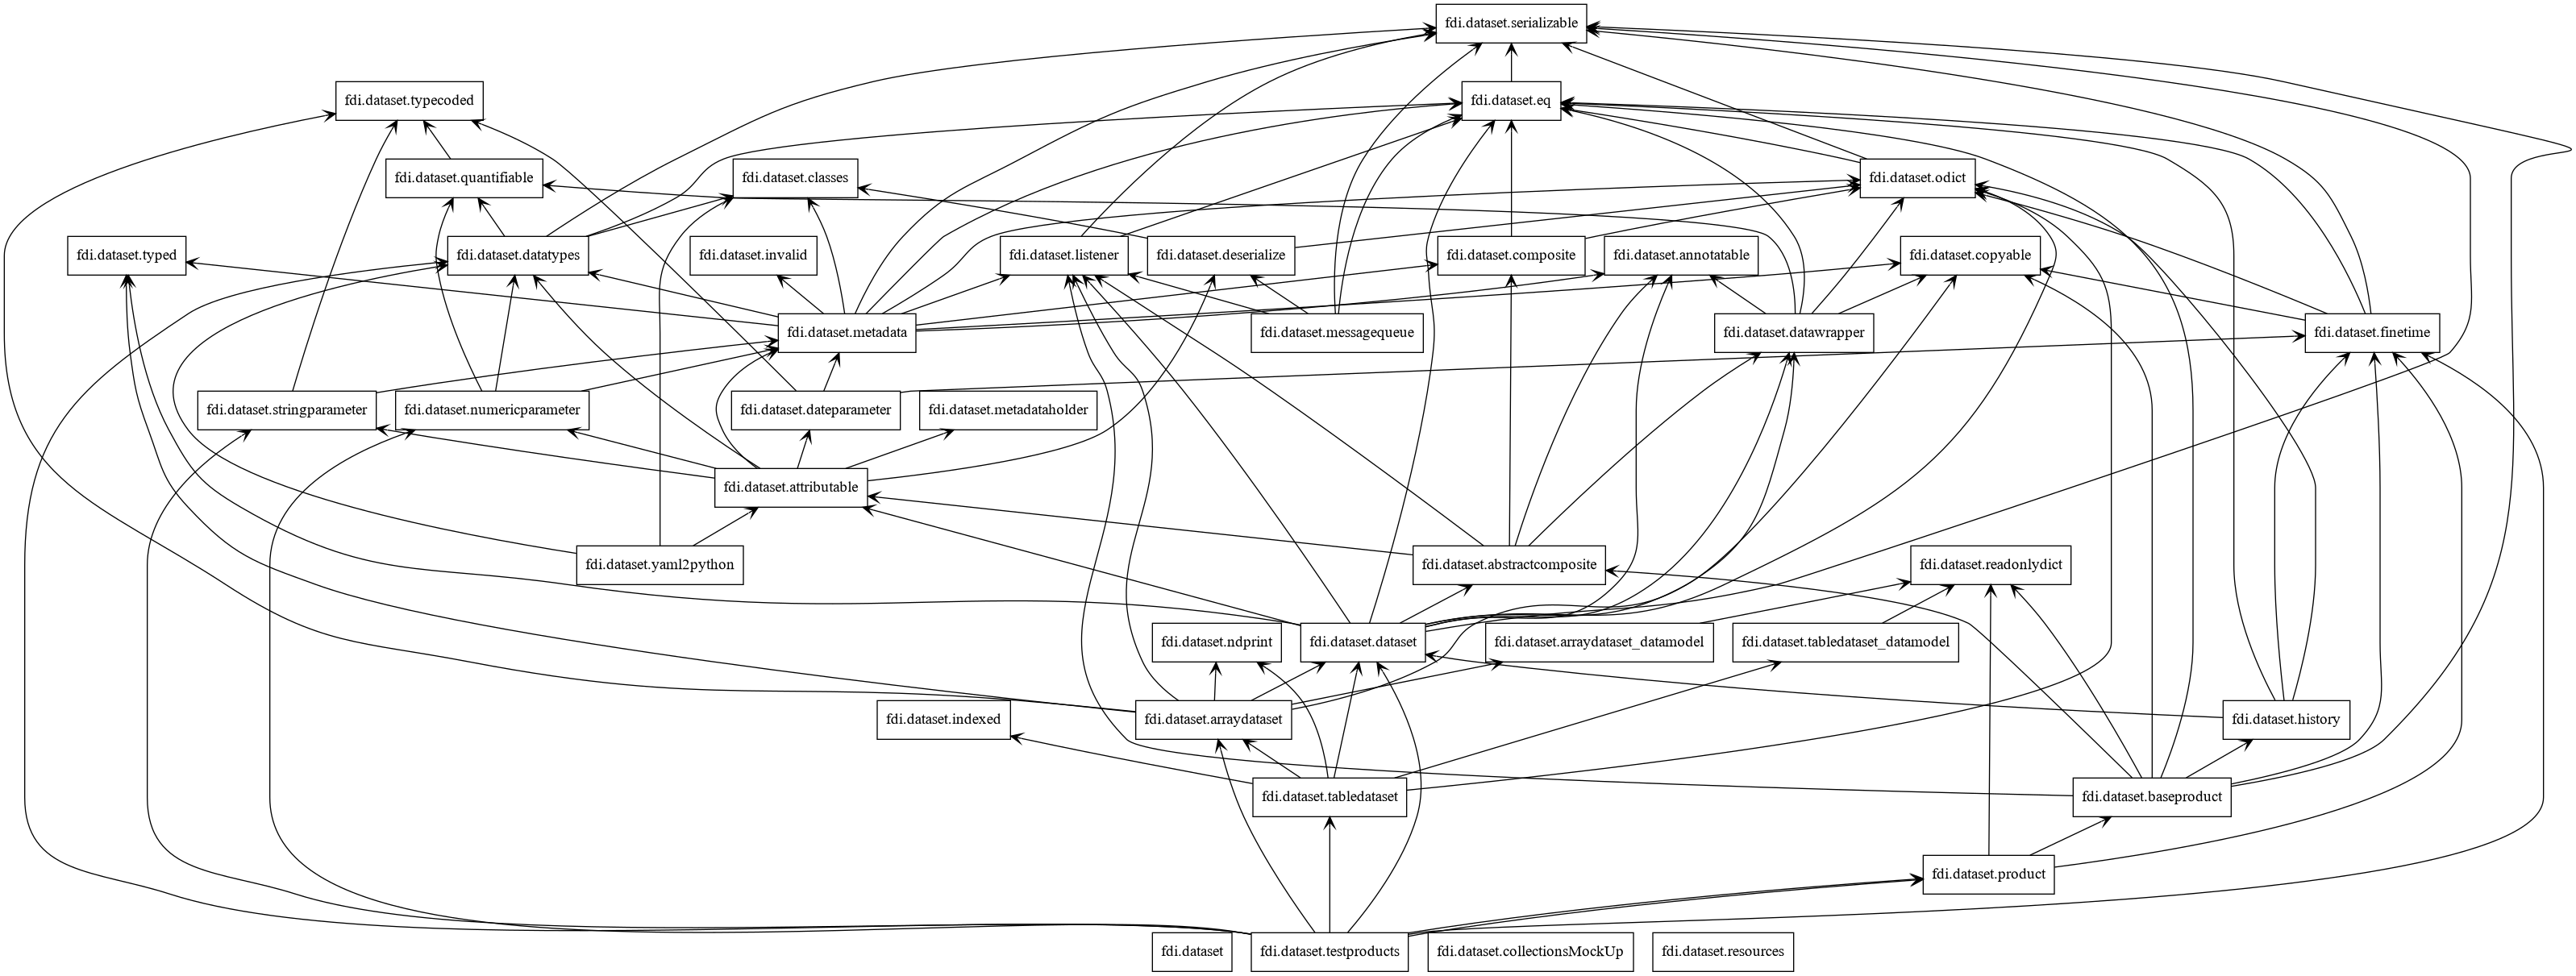 fdi.dataset.serializable
fdi.dataset.typecoded
fdi.dataset.eq
fdi.dataset.quantifiable
fdi.dataset.classes
fdi.dataset.odict
fdi.dataset.typed
fdi.dataset.datatypes
fdi.dataset.invalid
fdi.dataset.listener
fdi.dataset.deserialize
fdi.dataset.composite
fdi.dataset.annotatable
fdi.dataset.copyable
fdi.dataset.metadata
fdi.dataset.messagequeue
fdi.dataset.datawrapper
fdi.dataset.finetime
fdi.dataset.stringparameter
fdi.dataset.numericparameter
fdi.dataset.dateparameter
fdi.dataset.metadataholder
fdi.dataset.attributable
fdi.dataset.yaml2python
fdi.dataset.abstractcomposite
fdi.dataset.readonlydict
fdi.dataset.ndprint
fdi.dataset.dataset
fdi.dataset.arraydataset_datamodel
fdi.dataset.tabledataset_datamodel
fdi.dataset.indexed
fdi.dataset.arraydataset
fdi.dataset.history
fdi.dataset.tabledataset
fdi.dataset.baseproduct
fdi.dataset.product
fdi.dataset
fdi.dataset.testproducts
fdi.dataset.collectionsMockUp
fdi.dataset.resources